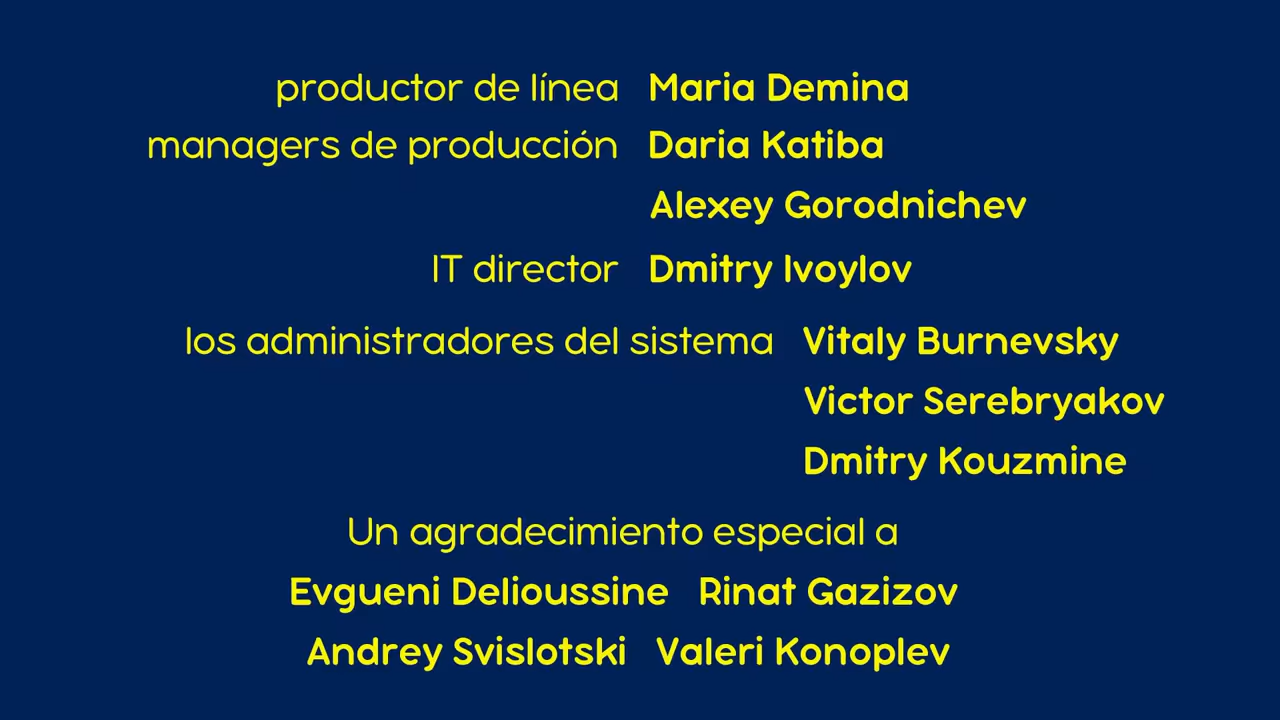 productor de línea Maria Demina
managers de producción Daria Katiba
Alexey Gorodnichev
IT director Dmitry Ivoylov
los administradores del sistema Vitaly Burnevsky
Victor Serebryakov
Dmitry Kouzmine
Un agradecimiento especial a
Evgueni Delioussine Rinat Gazizov
Andrey Svislotski Valeri Konoplev